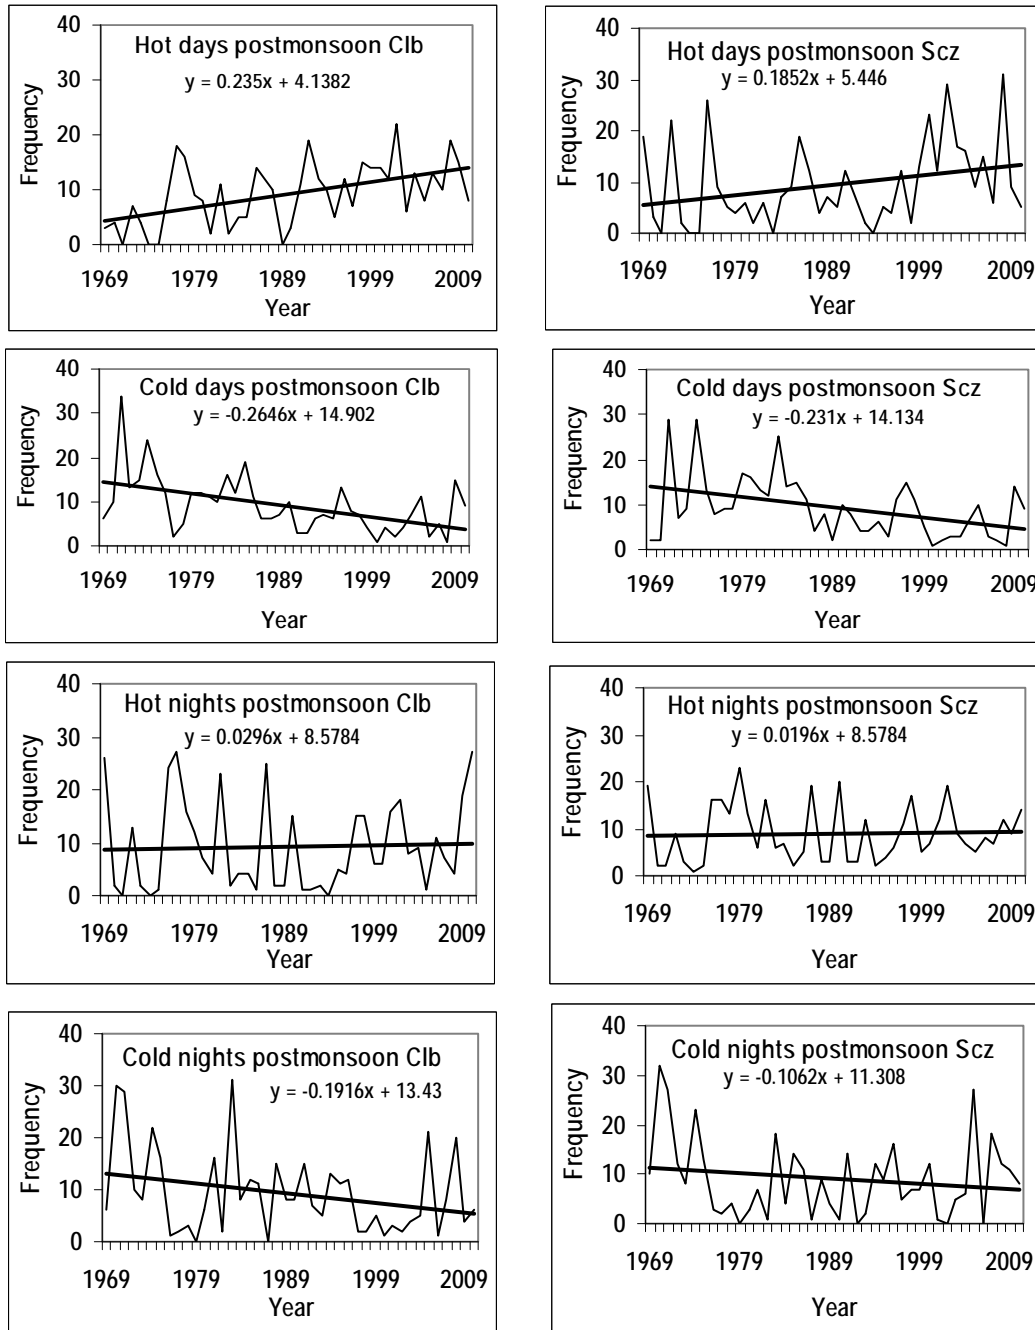 Hot days postmonsoon Clb
y = 0.235x + 4.1382
Frequency
40
30
20
10
0
1969 1979 1989 1999 2009
Year
Hot days postmonsoon Scz
y = 0.1852x + 5.446
Frequency
40
30
20
10
0
1969 1979 1989 1999 2009
Year
Cold days postmonsoon Clb
y = -0.2646x + 14.902
Frequency
40
30
20
10
0
1969 1979 1989 1999 2009
Year
Cold days postmonsoon Scz
y = -0.231x + 14.134
Frequency
40
30
20
10
0
1969 1979 1989 1999 2009
Year
Hot nights postmonsoon Clb
y = 0.0296x + 8.5784
Frequency
40
30
20
10
0
1969 1979 1989 1999 2009
Year
Hot nights postmonsoon Scz
y = 0.0196x + 8.5784
Frequency
40
30
20
10
0
1969 1979 1989 1999 2009
Year
Cold nights postmonsoon Clb
y = -0.1916x + 13.43
Frequency
40
30
20
10
0
1969 1979 1989 1999 2009
Year
Cold nights postmonsoon Scz
y = -0.1062x + 11.308
Frequency
40
30
20
10
0
1969 1979 1989 1999 2009
Year